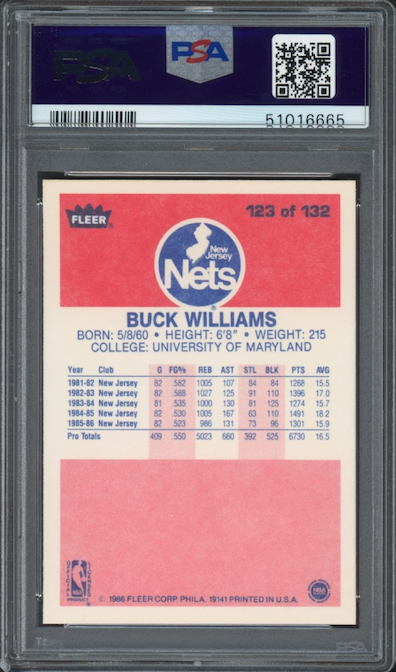 PSA
PSA
51016665
FLEER
123 of 132
New
Jersey
Nets
BUCK WILLIAMS
BORN: 5/8/60 • HEIGHT: 6'8" • WEIGHT: 215
COLLEGE: UNIVERSITY OF MARYLAND
Year Club G FG% REB AST STL BLK PTS AVG
1981-82 New Jersey 82 .582 1005 107 84 84 1268 15.5
1982-83 New Jersey 82 .588 1027 125 91 110 1396 17.0
1983-84 New Jersey 81 .535 1000 130 81 125 1274 15.7
1984-85 New Jersey 82 .530 1005 167 63 110 1491 18.2
1985-86 New Jersey 82 .523 986 131 73 96 1301 15.9
Pro Totals 409 .550 5023 660 392 525 6730 16.5
© 1986 FLEER CORP PHILA. 19141 PRINTED IN U.S.A.